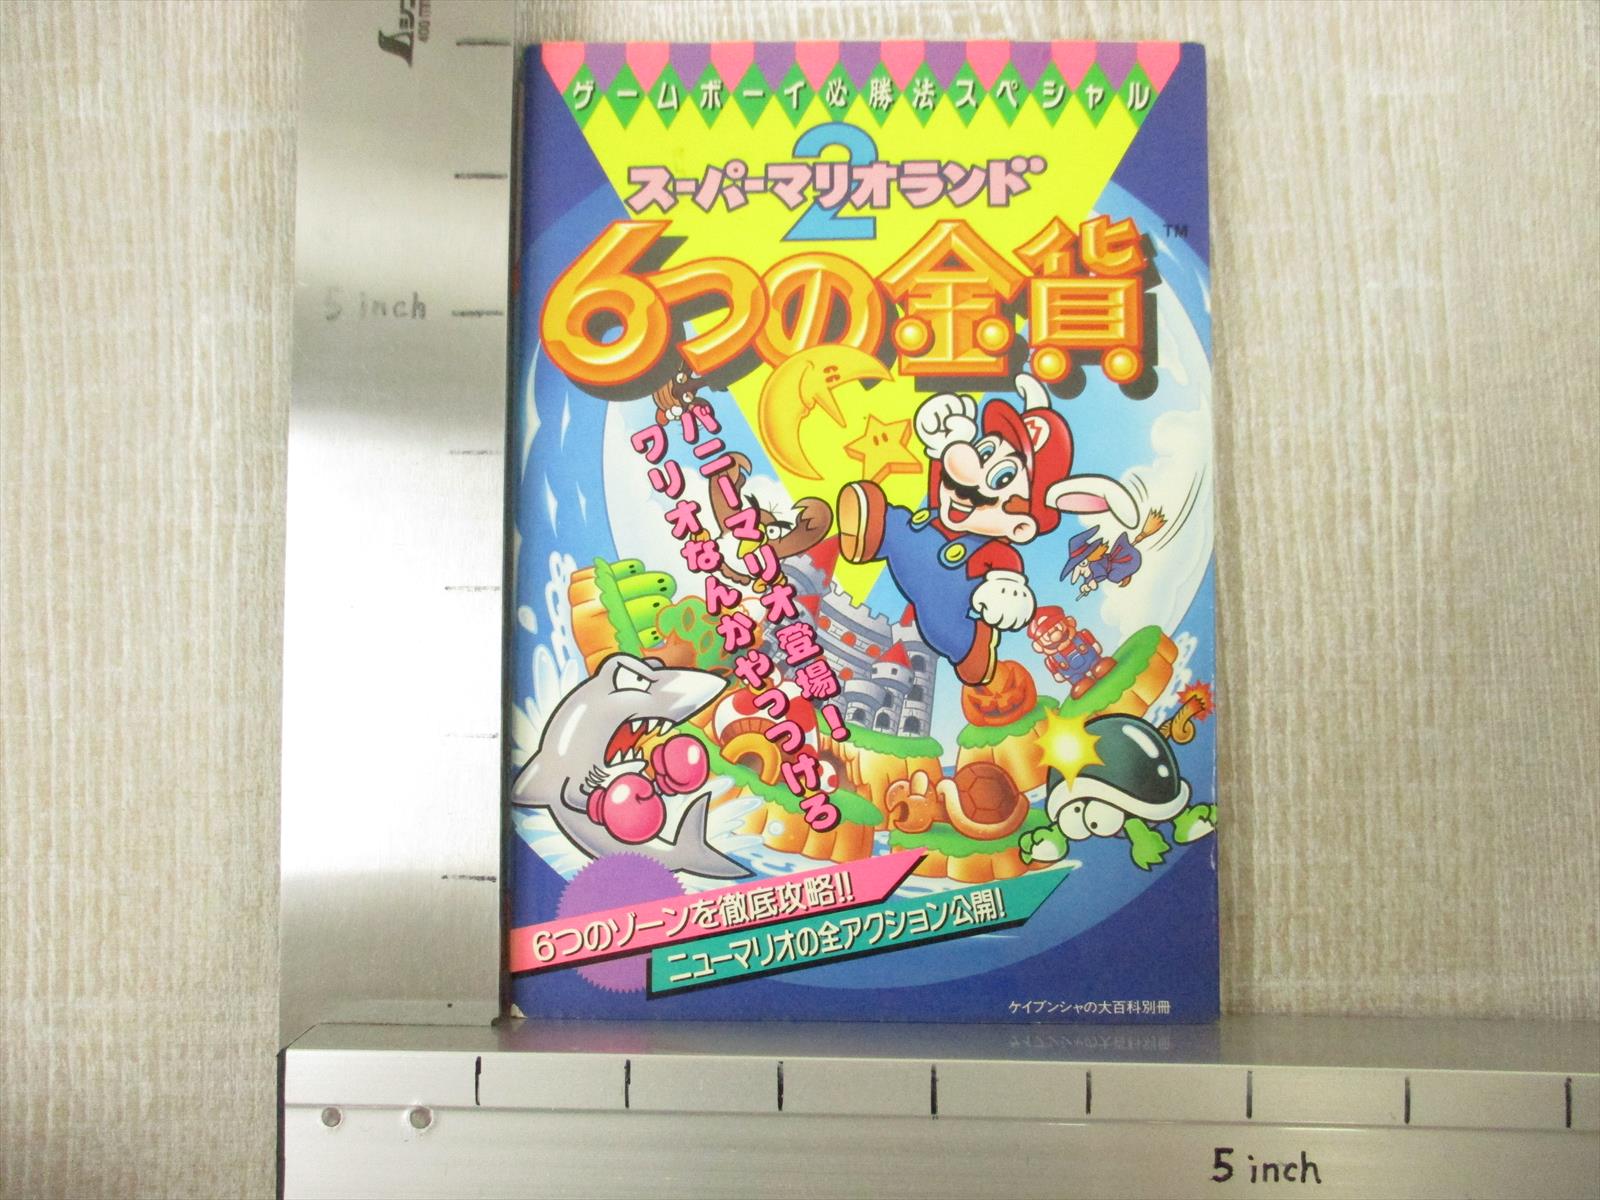 シン
400mm
5 inch
ゲームボーイ必勝法スペシャル
スーパーマリオランド
2
6つの金貨
TM
M
バニーマリオ登場!
ワリオなんかやっつけろ
6つのゾーンを徹底攻略!!
ニューマリオの全アクション公開!
ケイブンシャの大百科別冊
5 inch